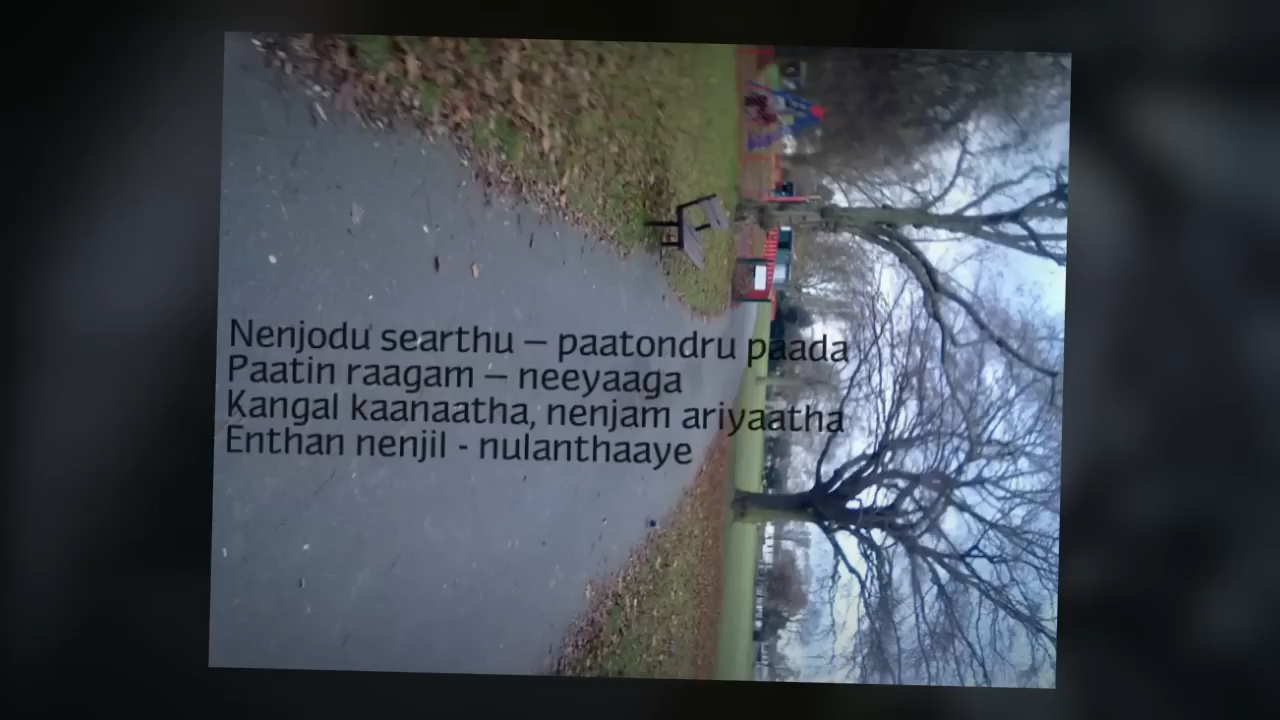 Nenjodu searthu – paatondru paada
Paatin raagam – neeyaaga
Kangal kaanaatha, nenjam ariyaatha
Enthan nenjil - nulanthaaye